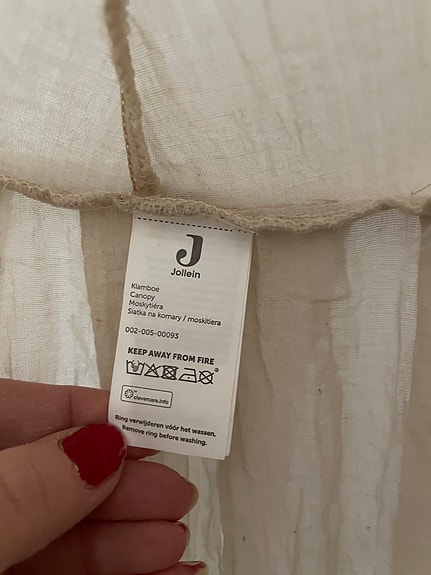 J
Jollein
Klamboe
Canopy
Moskytiéra
Siatka na komary / moskitiera
002-005-00093
KEEP AWAY FROM FIRE
clevercare.info
Ring verwijderen vóór het wassen.
Remove ring before washing.